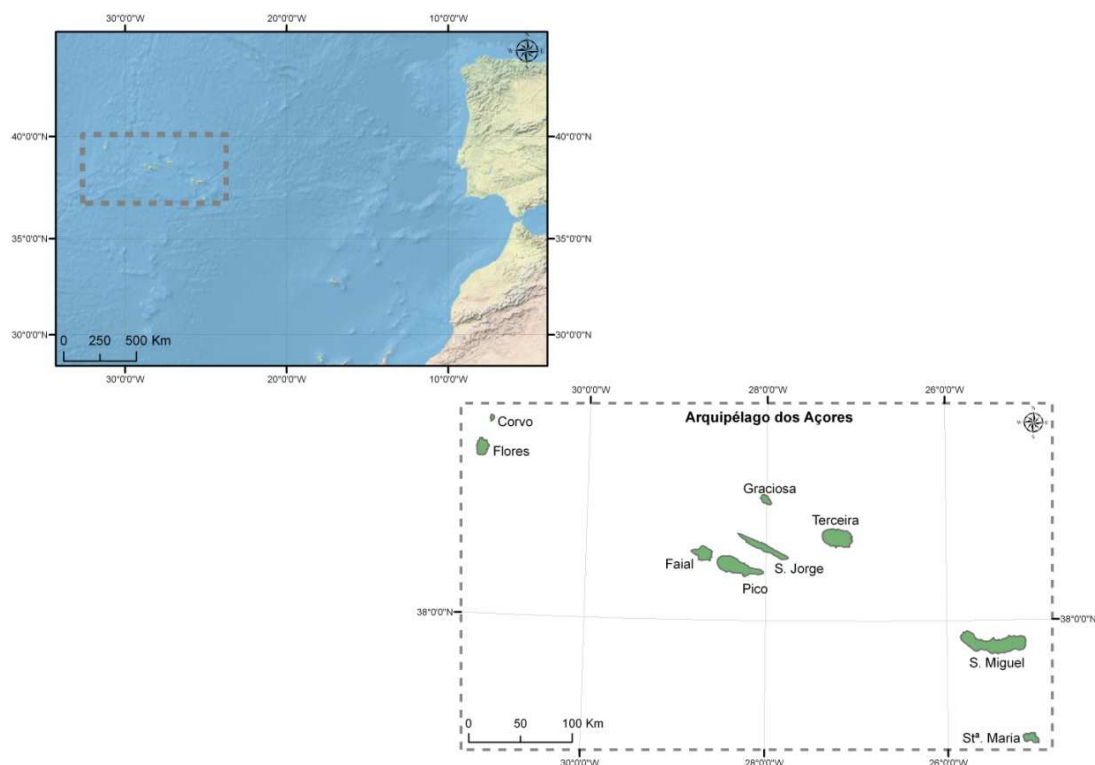 30°0'0"W 20°0'0"W 10°0'0"W
40°0'0"N 40°0'0"N
35°0'0"N 35°0'0"N
30°0'0"N 30°0'0"N
0 250 500 Km
30°0'0"W 20°0'0"W 10°0'0"W
30°0'0"W 28°0'0"W 26°0'0"W
Arquipélago dos Açores
Corvo
Flores
Graciosa
Terceira
Faial
S. Jorge
Pico
38°0'0"N 38°0'0"N
S. Miguel
0 50 100 Km
Stª. Maria
30°0'0"W 28°0'0"W 26°0'0"W